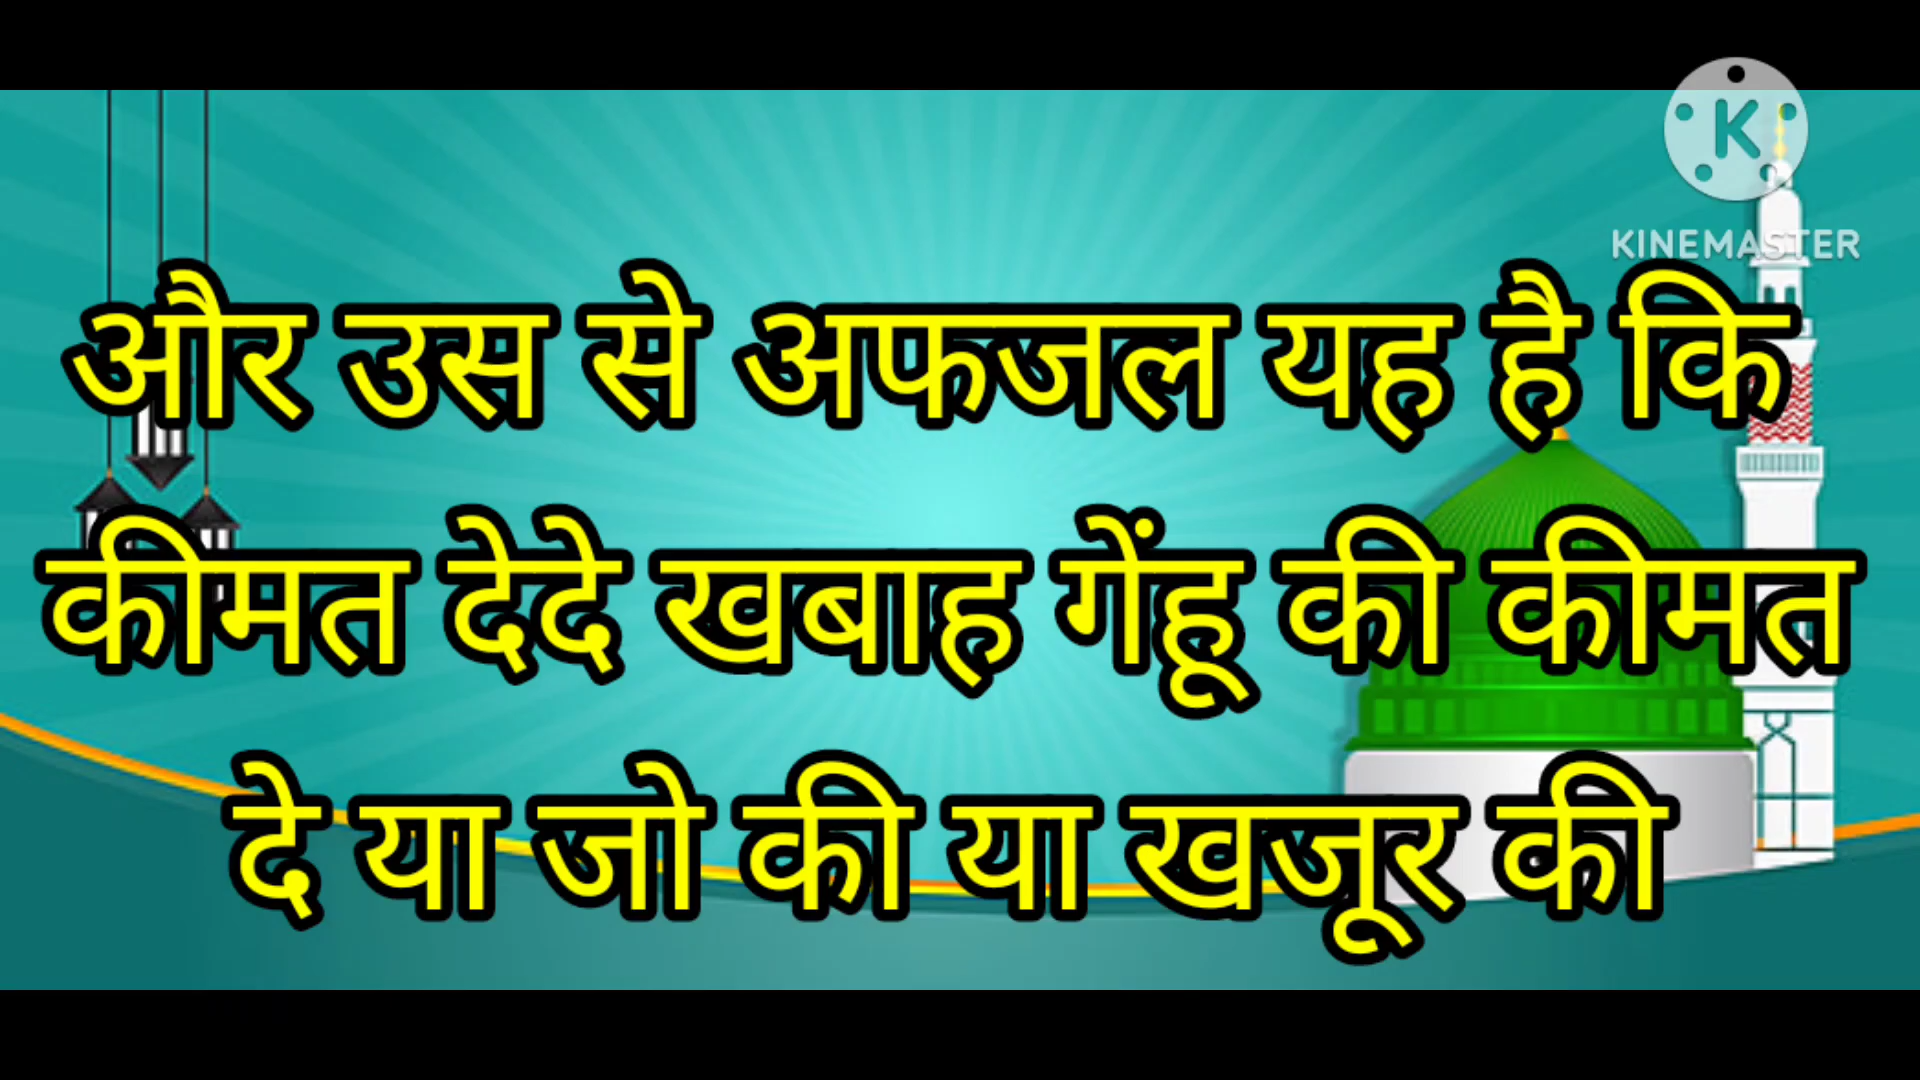 KINEMASTER
और उस से अफजल यह है कि
कीमत देदे खबाह गेंहू की कीमत
दे या जो की या खजूर की